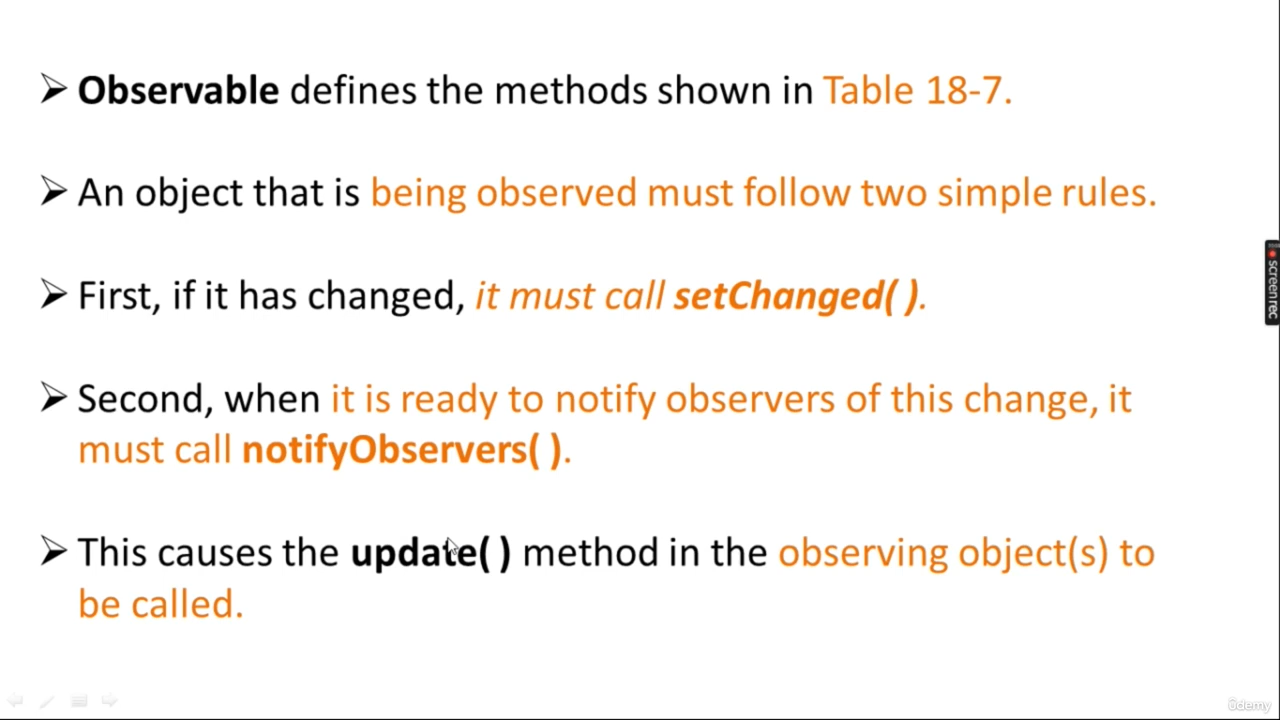 ➢ Observable defines the methods shown in Table 18-7.
➢ An object that is being observed must follow two simple rules.
➢ First, if it has changed, it must call setChanged( ).
➢ Second, when it is ready to notify observers of this change, it
must call notifyObservers( ).
➢ This causes the update( ) method in the observing object(s) to
be called.
screenrec
ûdemy